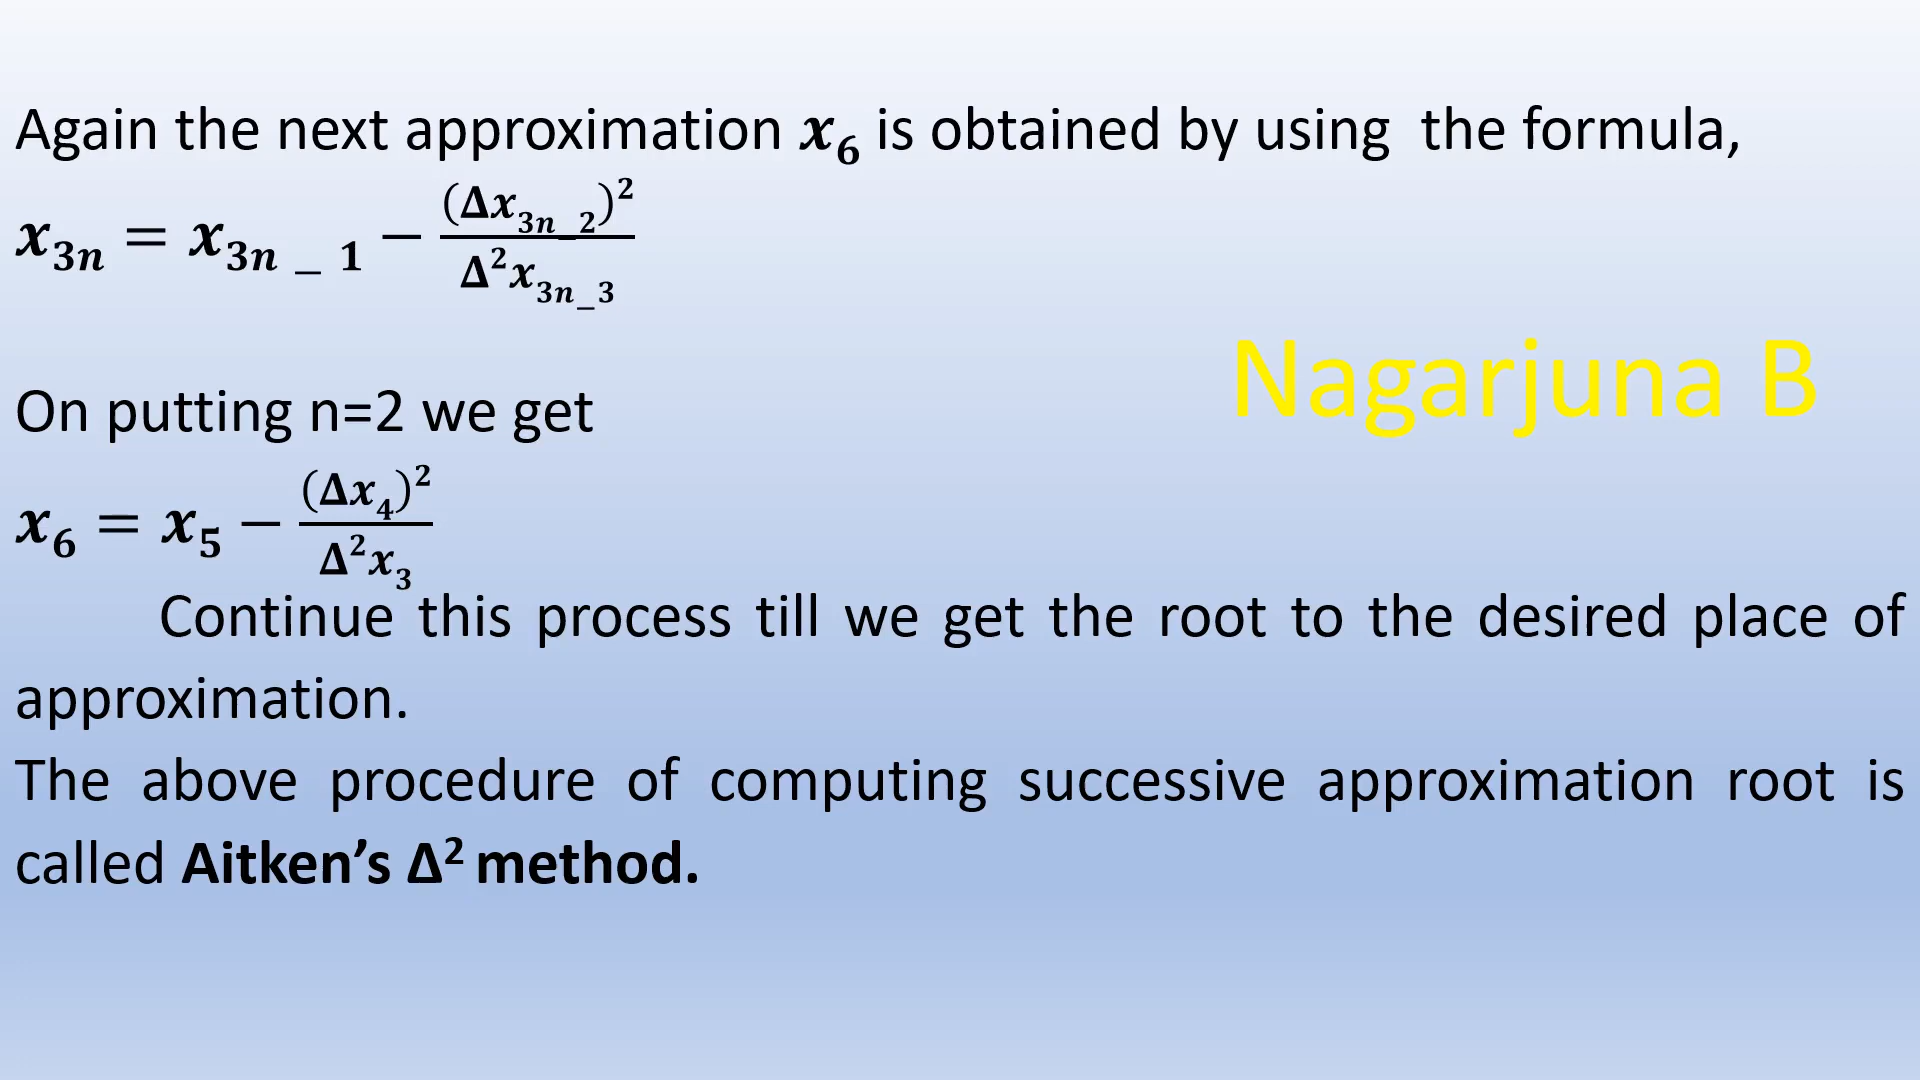 Again the next approximation x₆ is obtained by using the formula,
x₃ₙ = x₃ₙ _ ₁ − (Δx₃ₙ_₂)² / Δ²x₃ₙ_₃
Nagarjuna B
On putting n=2 we get
x₆ = x₅ − (Δx₄)² / Δ²x₃
Continue this process till we get the root to the desired place of
approximation.
The above procedure of computing successive approximation root is
called Aitken’s Δ² method.